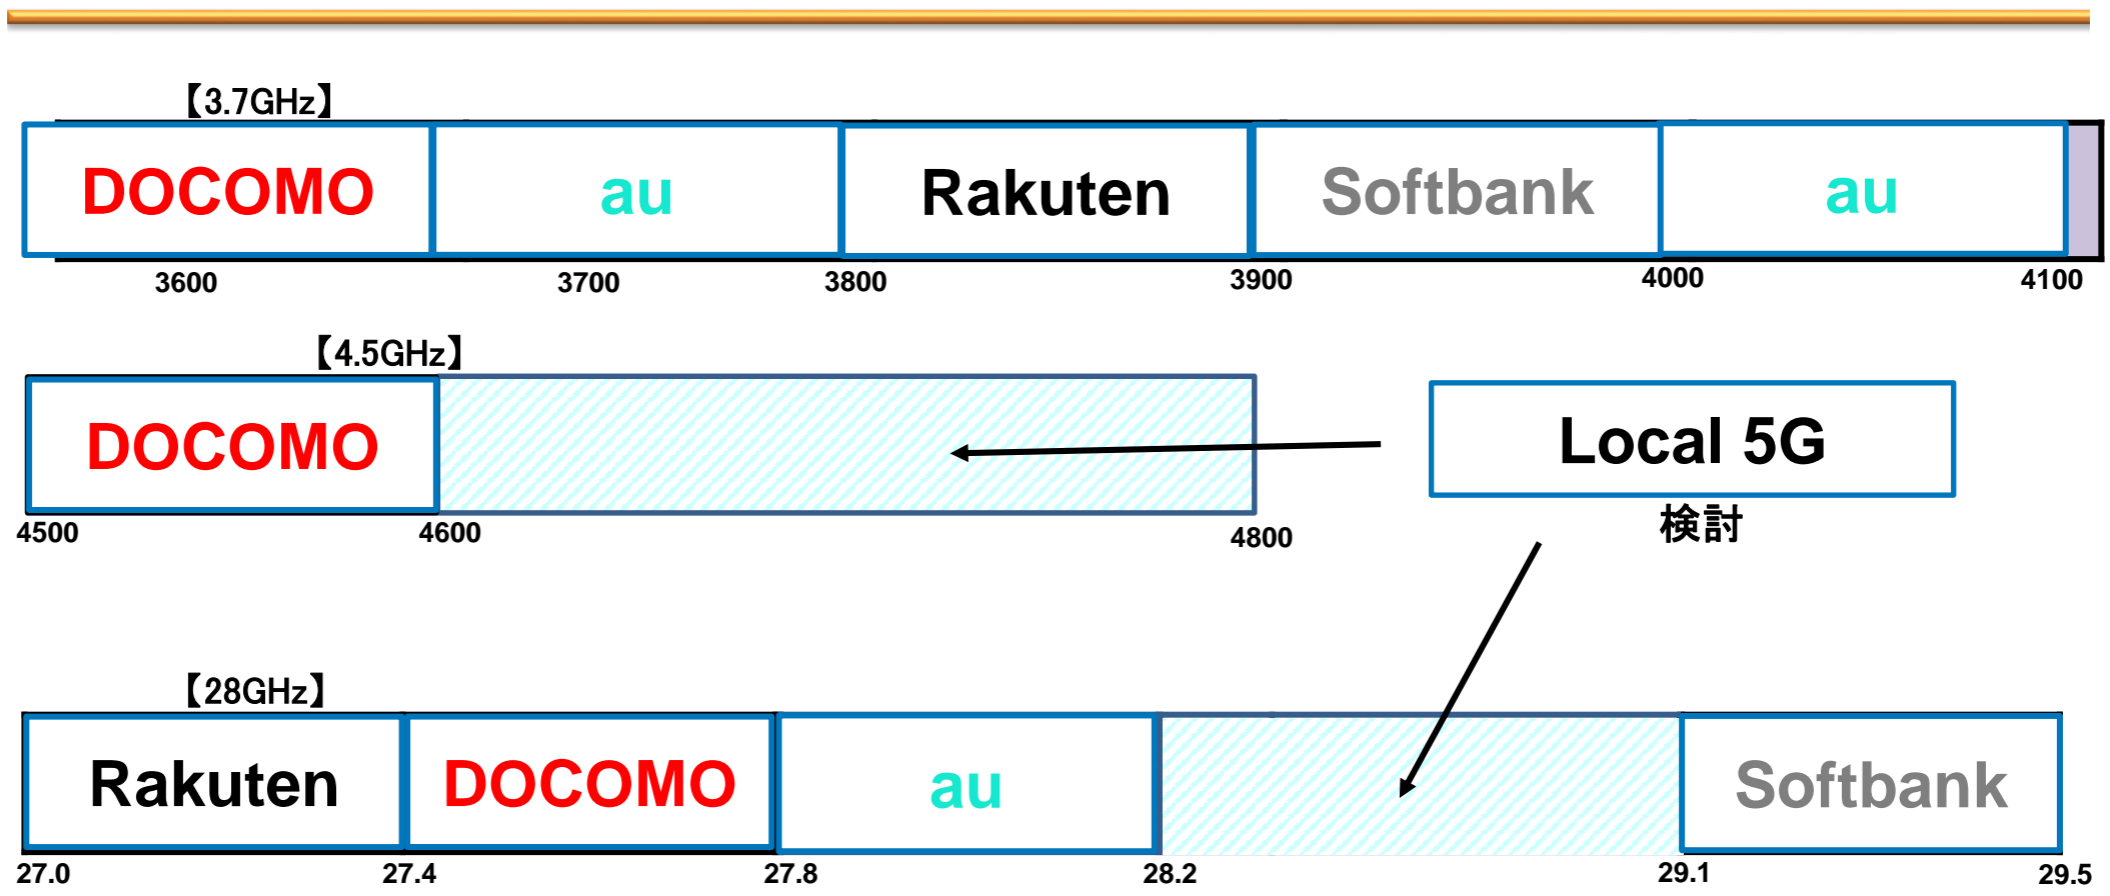 【3.7GHz】
DOCOMO au Rakuten Softbank au
3600 3700 3800 3900 4000 4100
【4.5GHz】
DOCOMO Local 5G
検討
4500 4600 4800
【28GHz】
Rakuten DOCOMO au Softbank
27.0 27.4 27.8 28.2 29.1 29.5